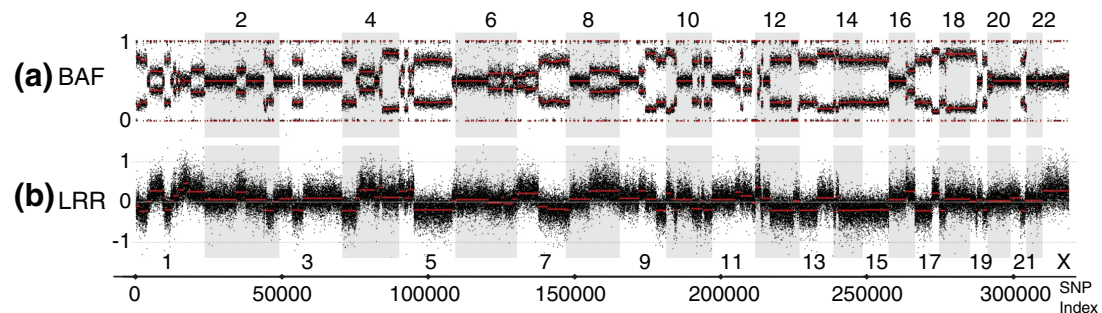 2 4 6 8 10 12 14 16 18 20 22
(a) BAF
1
0
(b) LRR
1
0
-1
1 3 5 7 9 11 13 15 17 19 21 X
0 50000 100000 150000 200000 250000 300000 SNP
Index